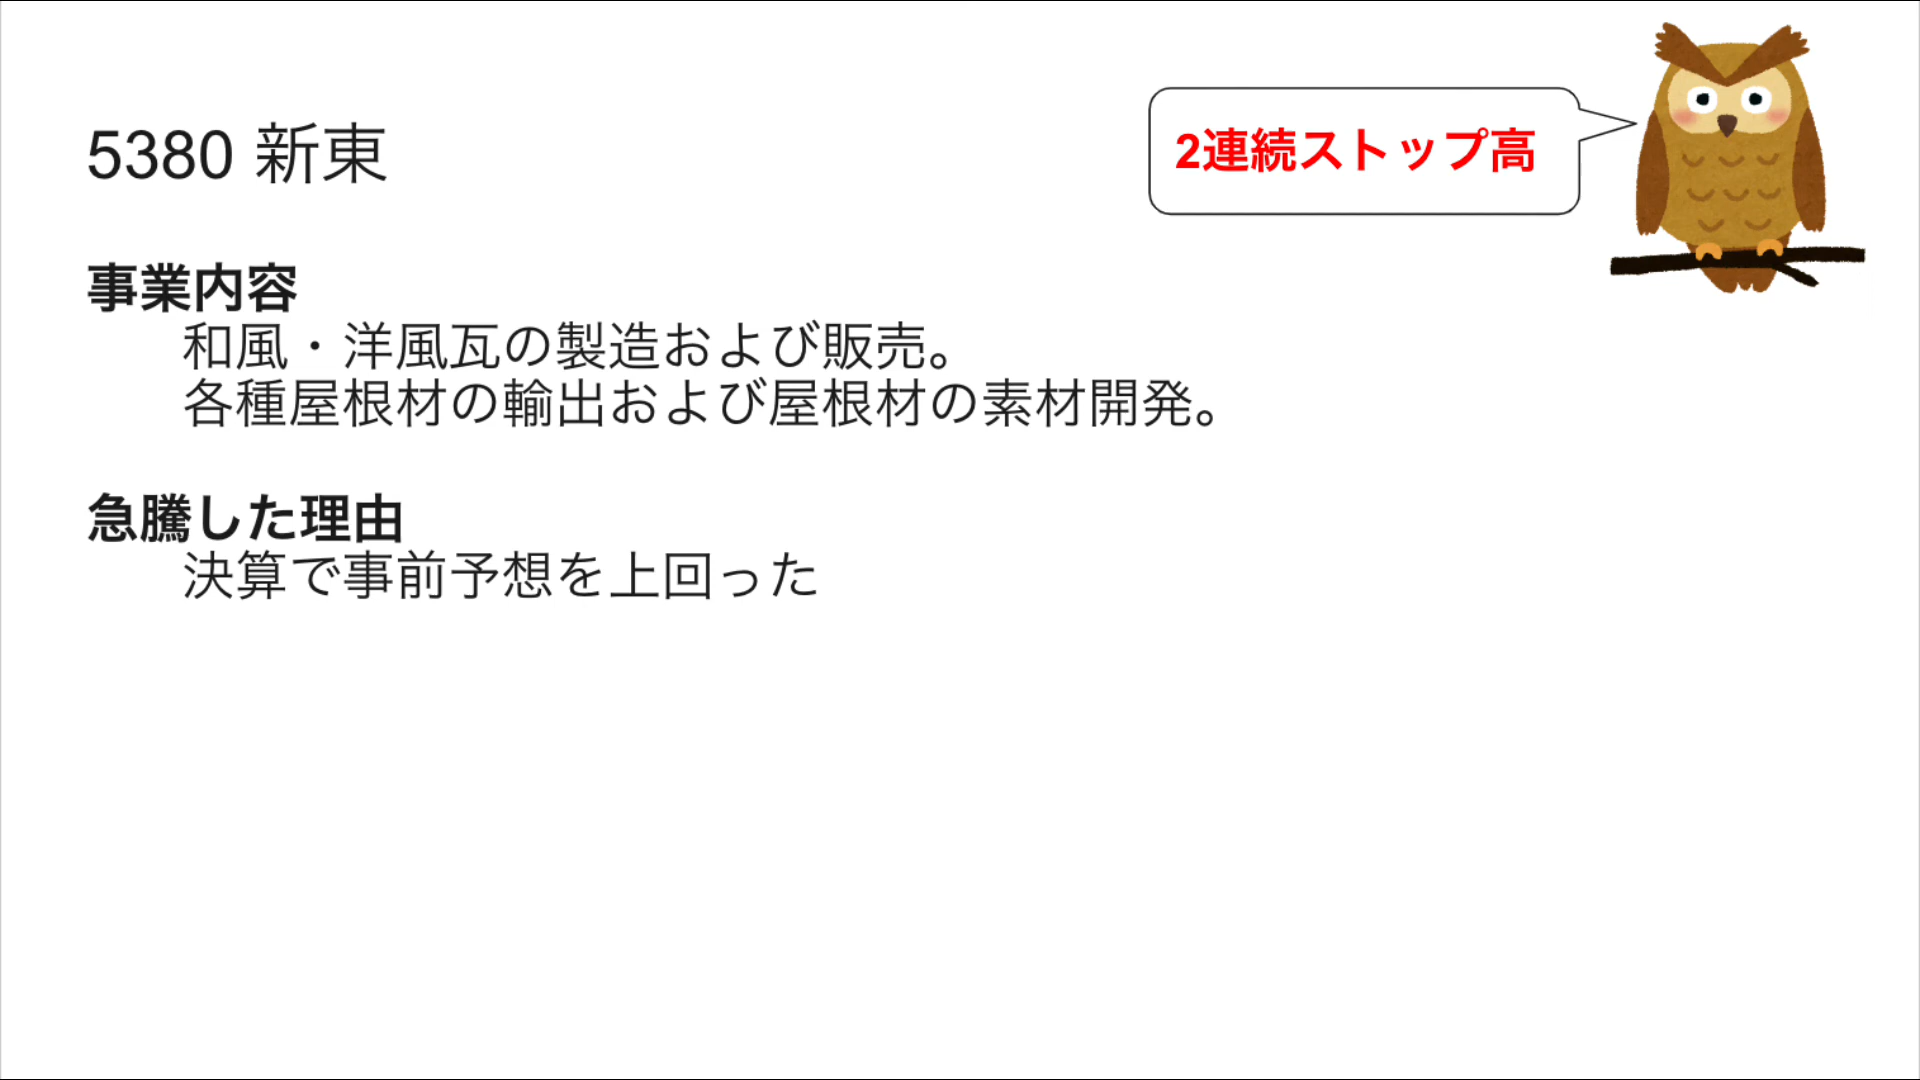 5380 新東
2連続ストップ高
事業内容
和風・洋風瓦の製造および販売。
各種屋根材の輸出および屋根材の素材開発。
急騰した理由
決算で事前予想を上回った